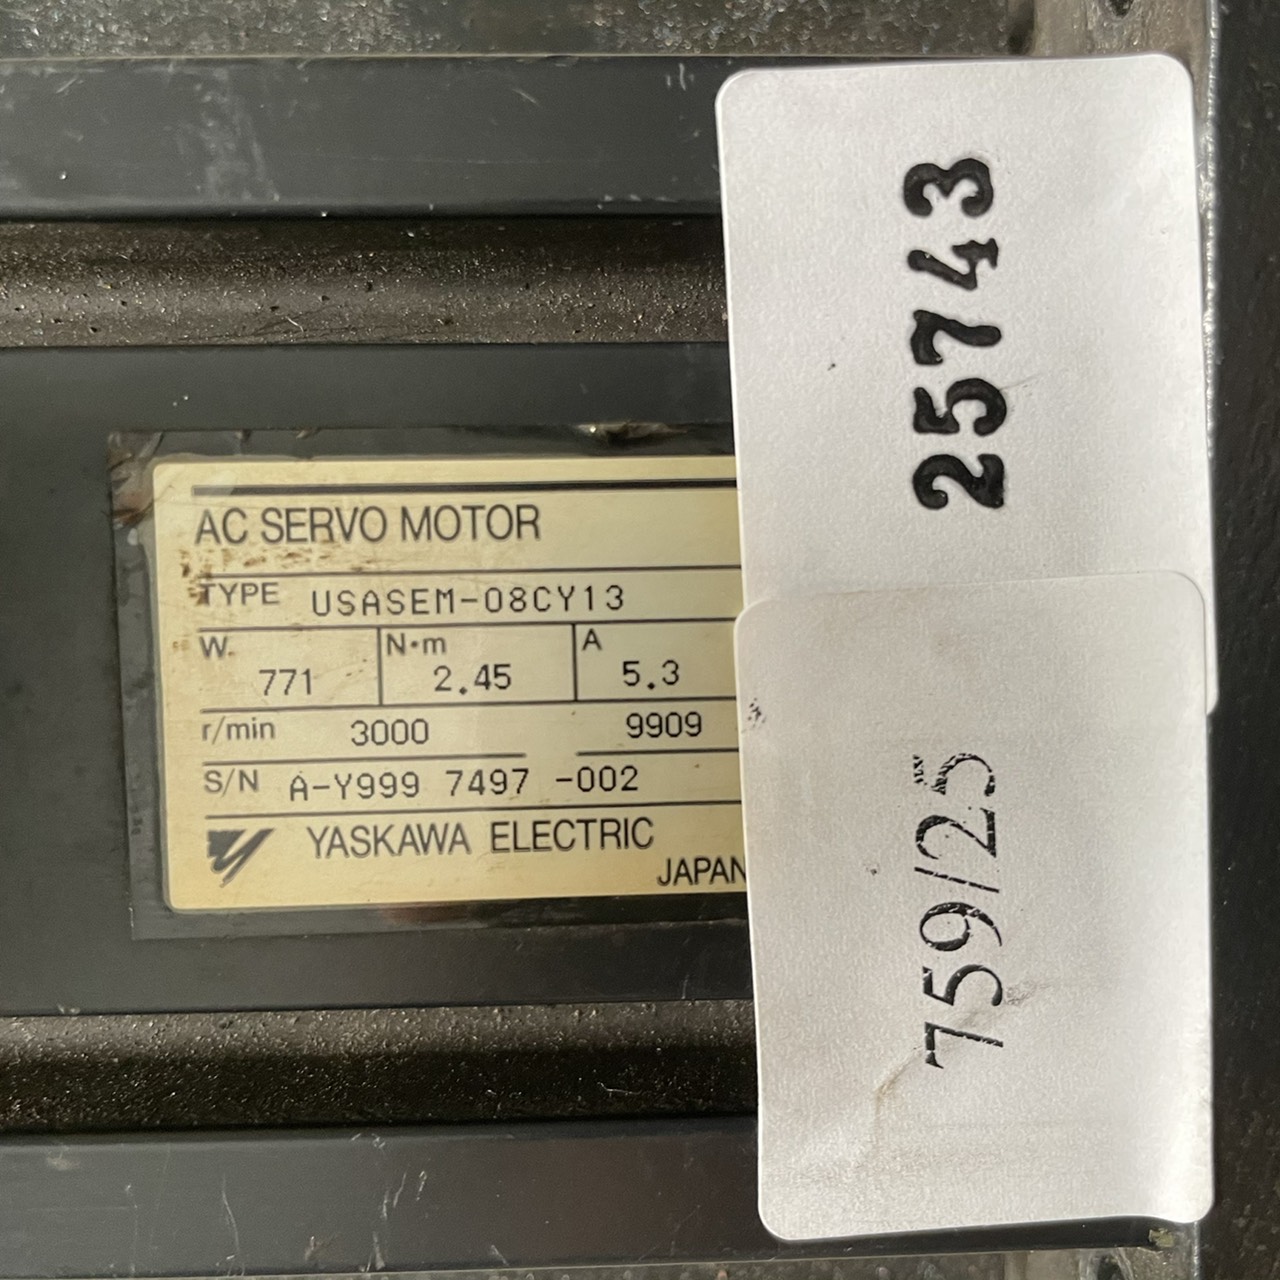 AC SERVO MOTOR
TYPE USASEM-08CY13
W. N·m A
771 2.45 5.3
r/min 3000 9909
S/N A-Y999 7497 -002
YASKAWA ELECTRIC
JAPAN
25743
759/25